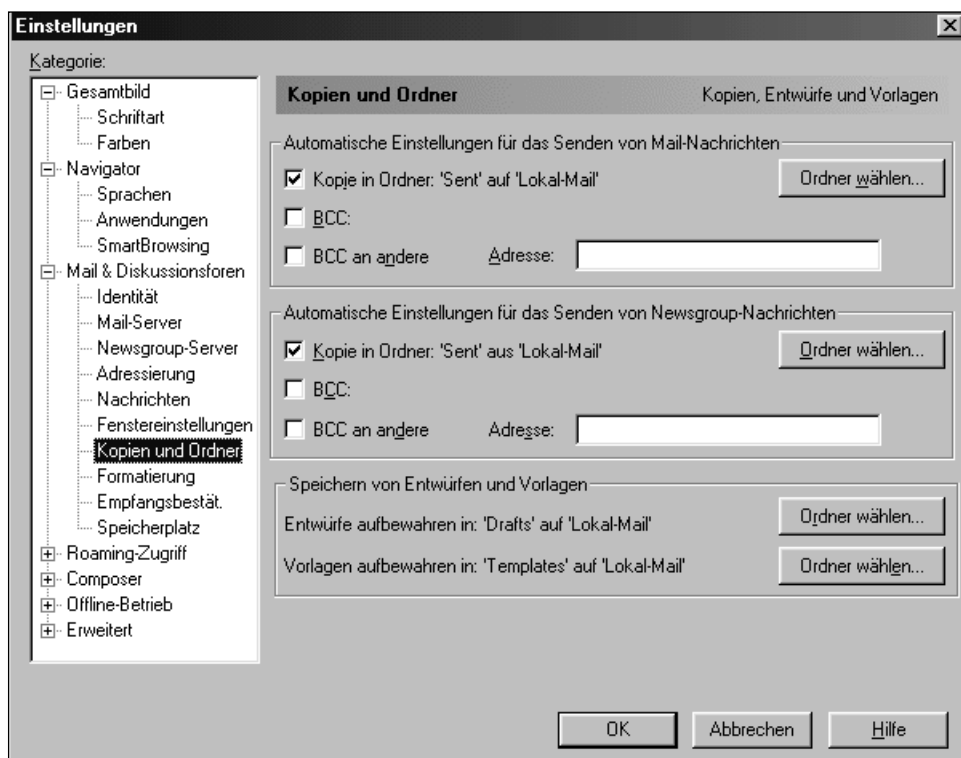 Einstellungen
Kategorie:
Gesamtbild
Schriftart
Farben
Navigator
Sprachen
Anwendungen
SmartBrowsing
Mail & Diskussionsforen
Identität
Mail-Server
Newsgroup-Server
Adressierung
Nachrichten
Fenstereinstellungen
Kopien und Ordner
Formatierung
Empfangsbestät.
Speicherplatz
Roaming-Zugriff
Composer
Offline-Betrieb
Erweitert
Kopien und Ordner Kopien, Entwürfe und Vorlagen
Automatische Einstellungen für das Senden von Mail-Nachrichten
Kopie in Ordner: 'Sent' auf 'Lokal-Mail' Ordner wählen...
BCC:
BCC an andere Adresse:
Automatische Einstellungen für das Senden von Newsgroup-Nachrichten
Kopie in Ordner: 'Sent' aus 'Lokal-Mail' Ordner wählen...
BCC:
BCC an andere Adresse:
Speichern von Entwürfen und Vorlagen
Entwürfe aufbewahren in: 'Drafts' auf 'Lokal-Mail' Ordner wählen...
Vorlagen aufbewahren in: 'Templates' auf 'Lokal-Mail' Ordner wählen...
OK Abbrechen Hilfe